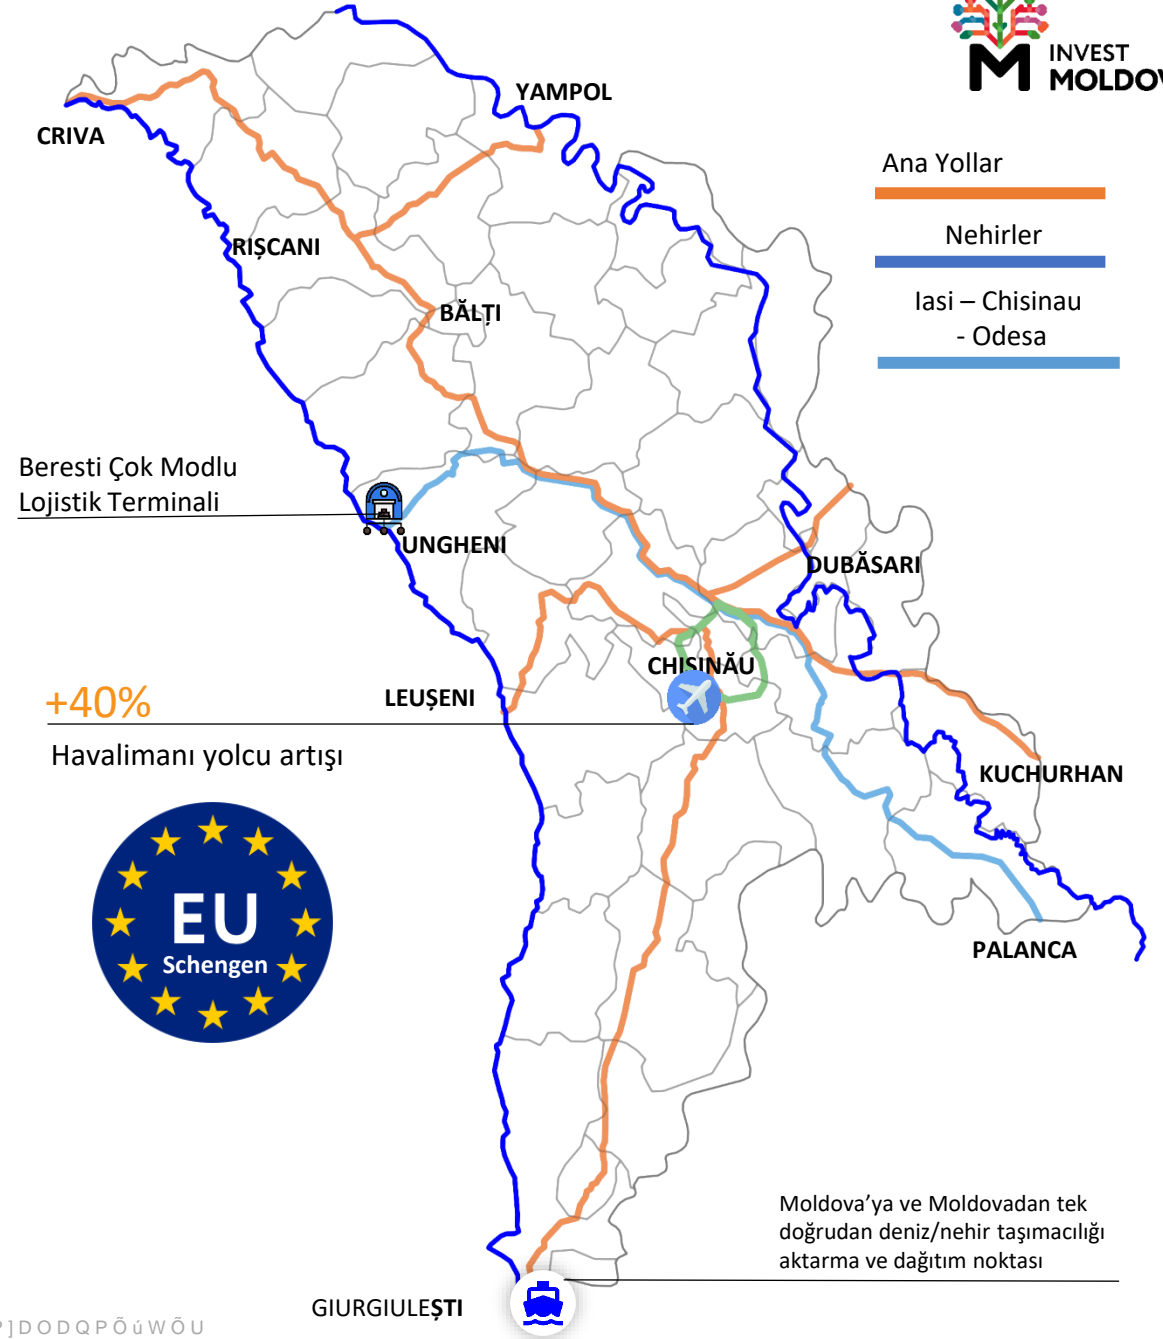 INVEST
MOLDOV
YAMPOL
CRIVA
Ana Yollar
Nehirler
RIȘCANI
Iasi – Chisinau
- Odesa
BĂLȚI
Beresti Çok Modlu
Lojistik Terminali
UNGHENI
DUBĂSARI
CHIȘINĂU
LEUȘENI
+40%
Havalimanı yolcu artışı
KUCHURHAN
EU
Schengen
PALANCA
Moldova’ya ve Moldovadan tek
doğrudan deniz/nehir taşımacılığı
aktarma ve dağıtım noktası
GIURGIULEȘTI